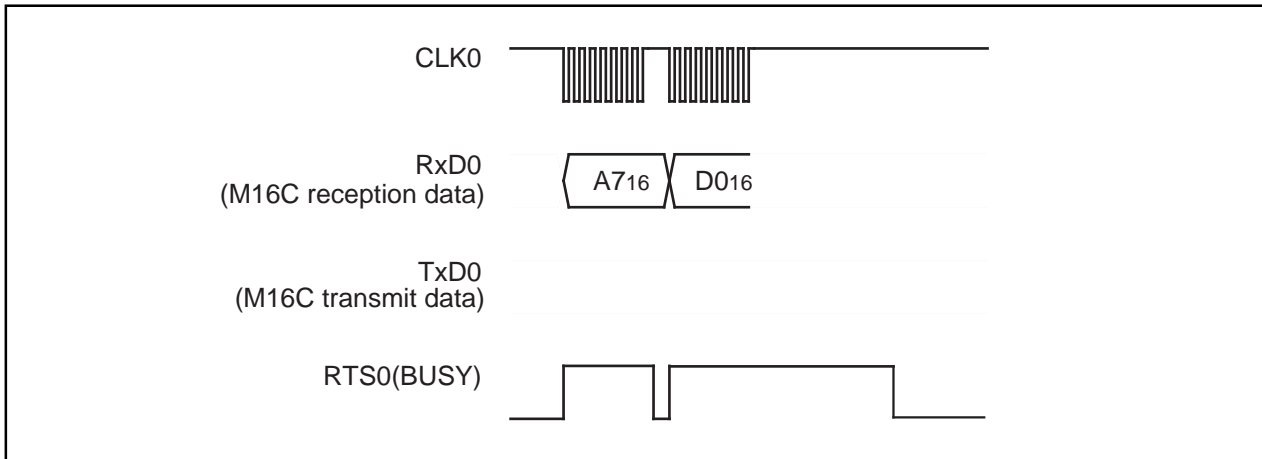 CLK0
RxD0
(M16C reception data)
A716 D016
TxD0
(M16C transmit data)
RTS0(BUSY)